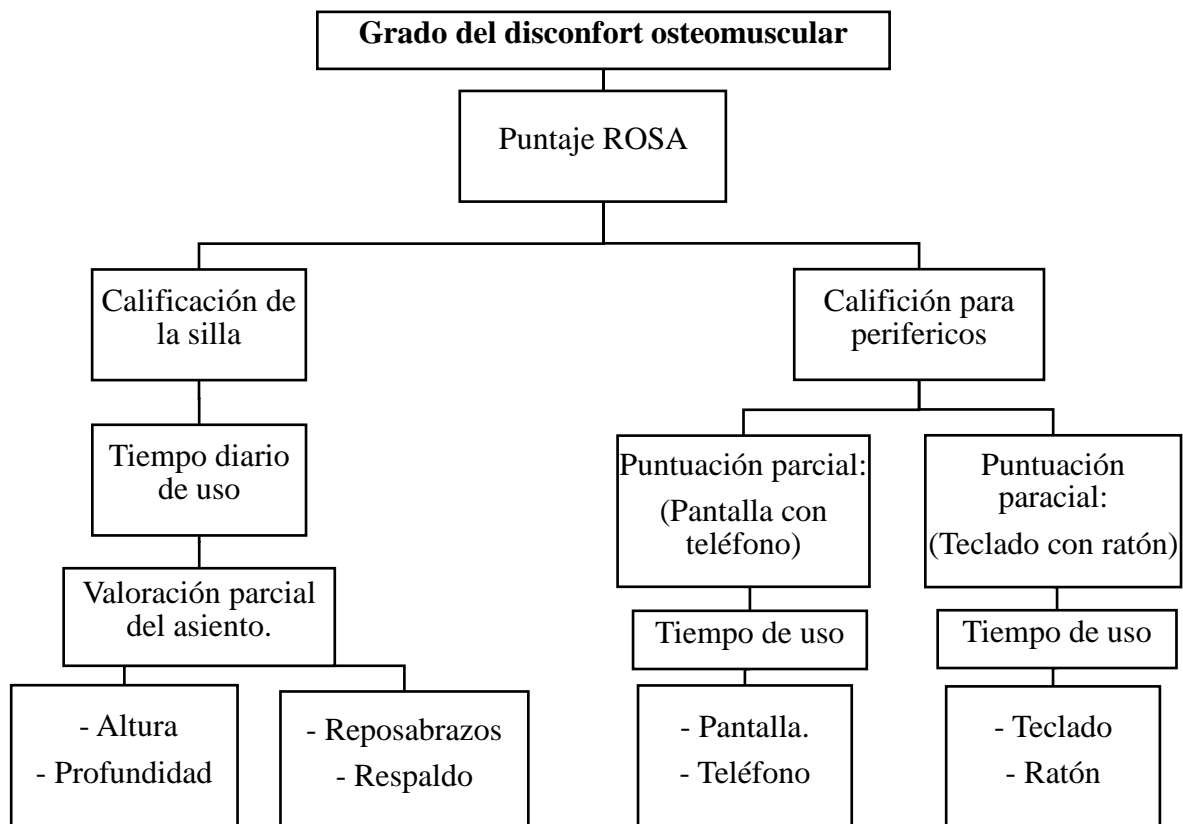 Grado del disconfort osteomuscular
Puntaje ROSA
Calificación de
la silla
Califición para
perifericos
Tiempo diario
de uso
Puntuación parcial:
(Pantalla con
teléfono)
Puntuación
paracial:
(Teclado con ratón)
Valoración parcial
del asiento.
Tiempo de uso
Tiempo de uso
- Altura
- Profundidad
- Reposabrazos
- Respaldo
- Pantalla.
- Teléfono
- Teclado
- Ratón